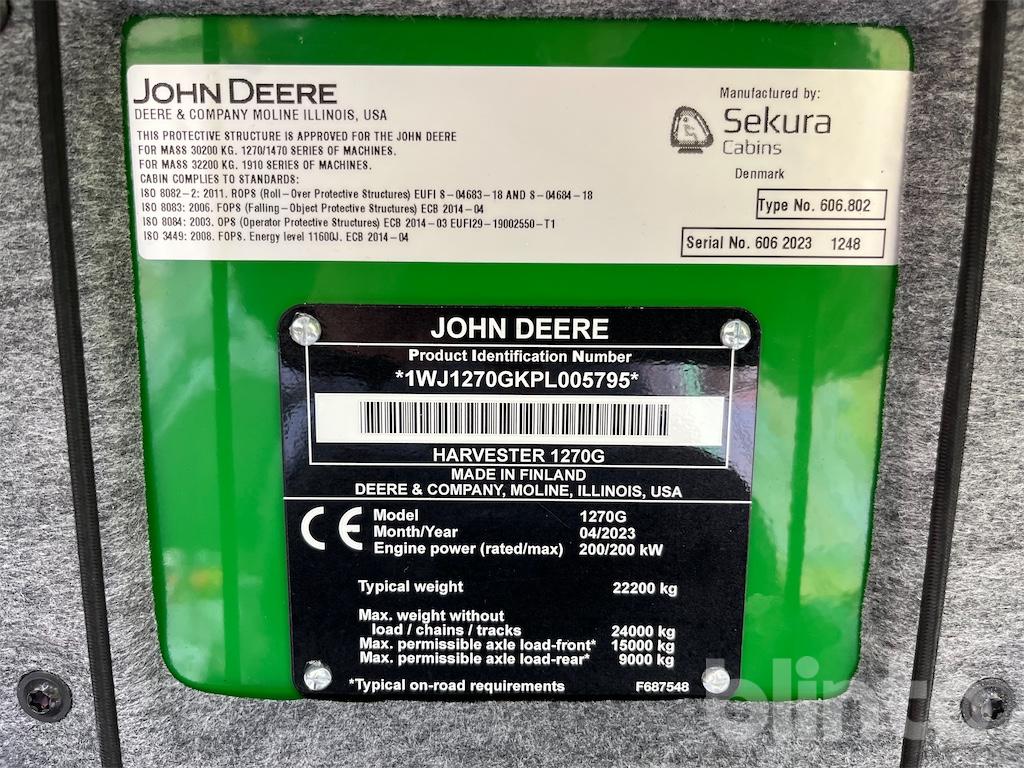 JOHN DEERE
DEERE & COMPANY MOLINE ILLINOIS, USA
THIS PROTECTIVE STRUCTURE IS APPROVED FOR THE JOHN DEERE
FOR MASS 30200 KG. 1270/1470 SERIES OF MACHINES.
FOR MASS 32200 KG. 1910 SERIES OF MACHINES.
CABIN COMPLIES TO STANDARDS:
ISO 8082-2: 2011. ROPS (Roll-Over Protective Structures) EUFI S-04683-18 AND S-04684-18
ISO 8083: 2006. FOPS (Falling-Object Protective Structures) ECB 2014-04
ISO 8084: 2003. OPS (Operator Protective Structures) ECB 2014-03 EUFI29-19002550-T1
ISO 3449: 2008. FOPS. Energy level 11600J. ECB 2014-04
Manufactured by:
Sekura
Cabins
Denmark
Type No. 606.802
Serial No. 606 2023 1248
JOHN DEERE
Product Identification Number
*1WJ1270GKPL005795*
HARVESTER 1270G
MADE IN FINLAND
DEERE & COMPANY, MOLINE, ILLINOIS, USA
CE
Model 1270G
Month/Year 04/2023
Engine power (rated/max) 200/200 kW
Typical weight 22200 kg
Max. weight without
load / chains / tracks 24000 kg
Max. permissible axle load-front* 15000 kg
Max. permissible axle load-rear* 9000 kg
*Typical on-road requirements F687548
blinto